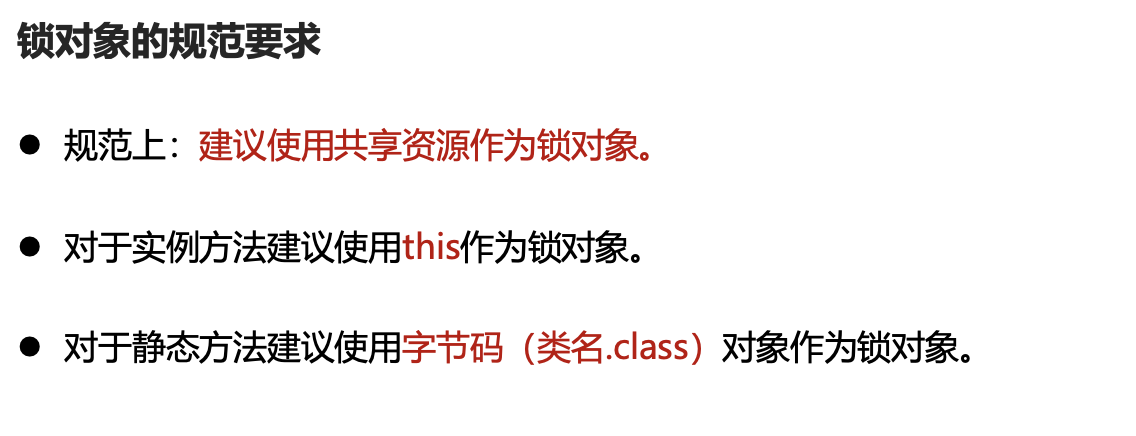 锁对象的规范要求
● 规范上：建议使用共享资源作为锁对象。
● 对于实例方法建议使用this作为锁对象。
● 对于静态方法建议使用字节码（类名.class）对象作为锁对象。